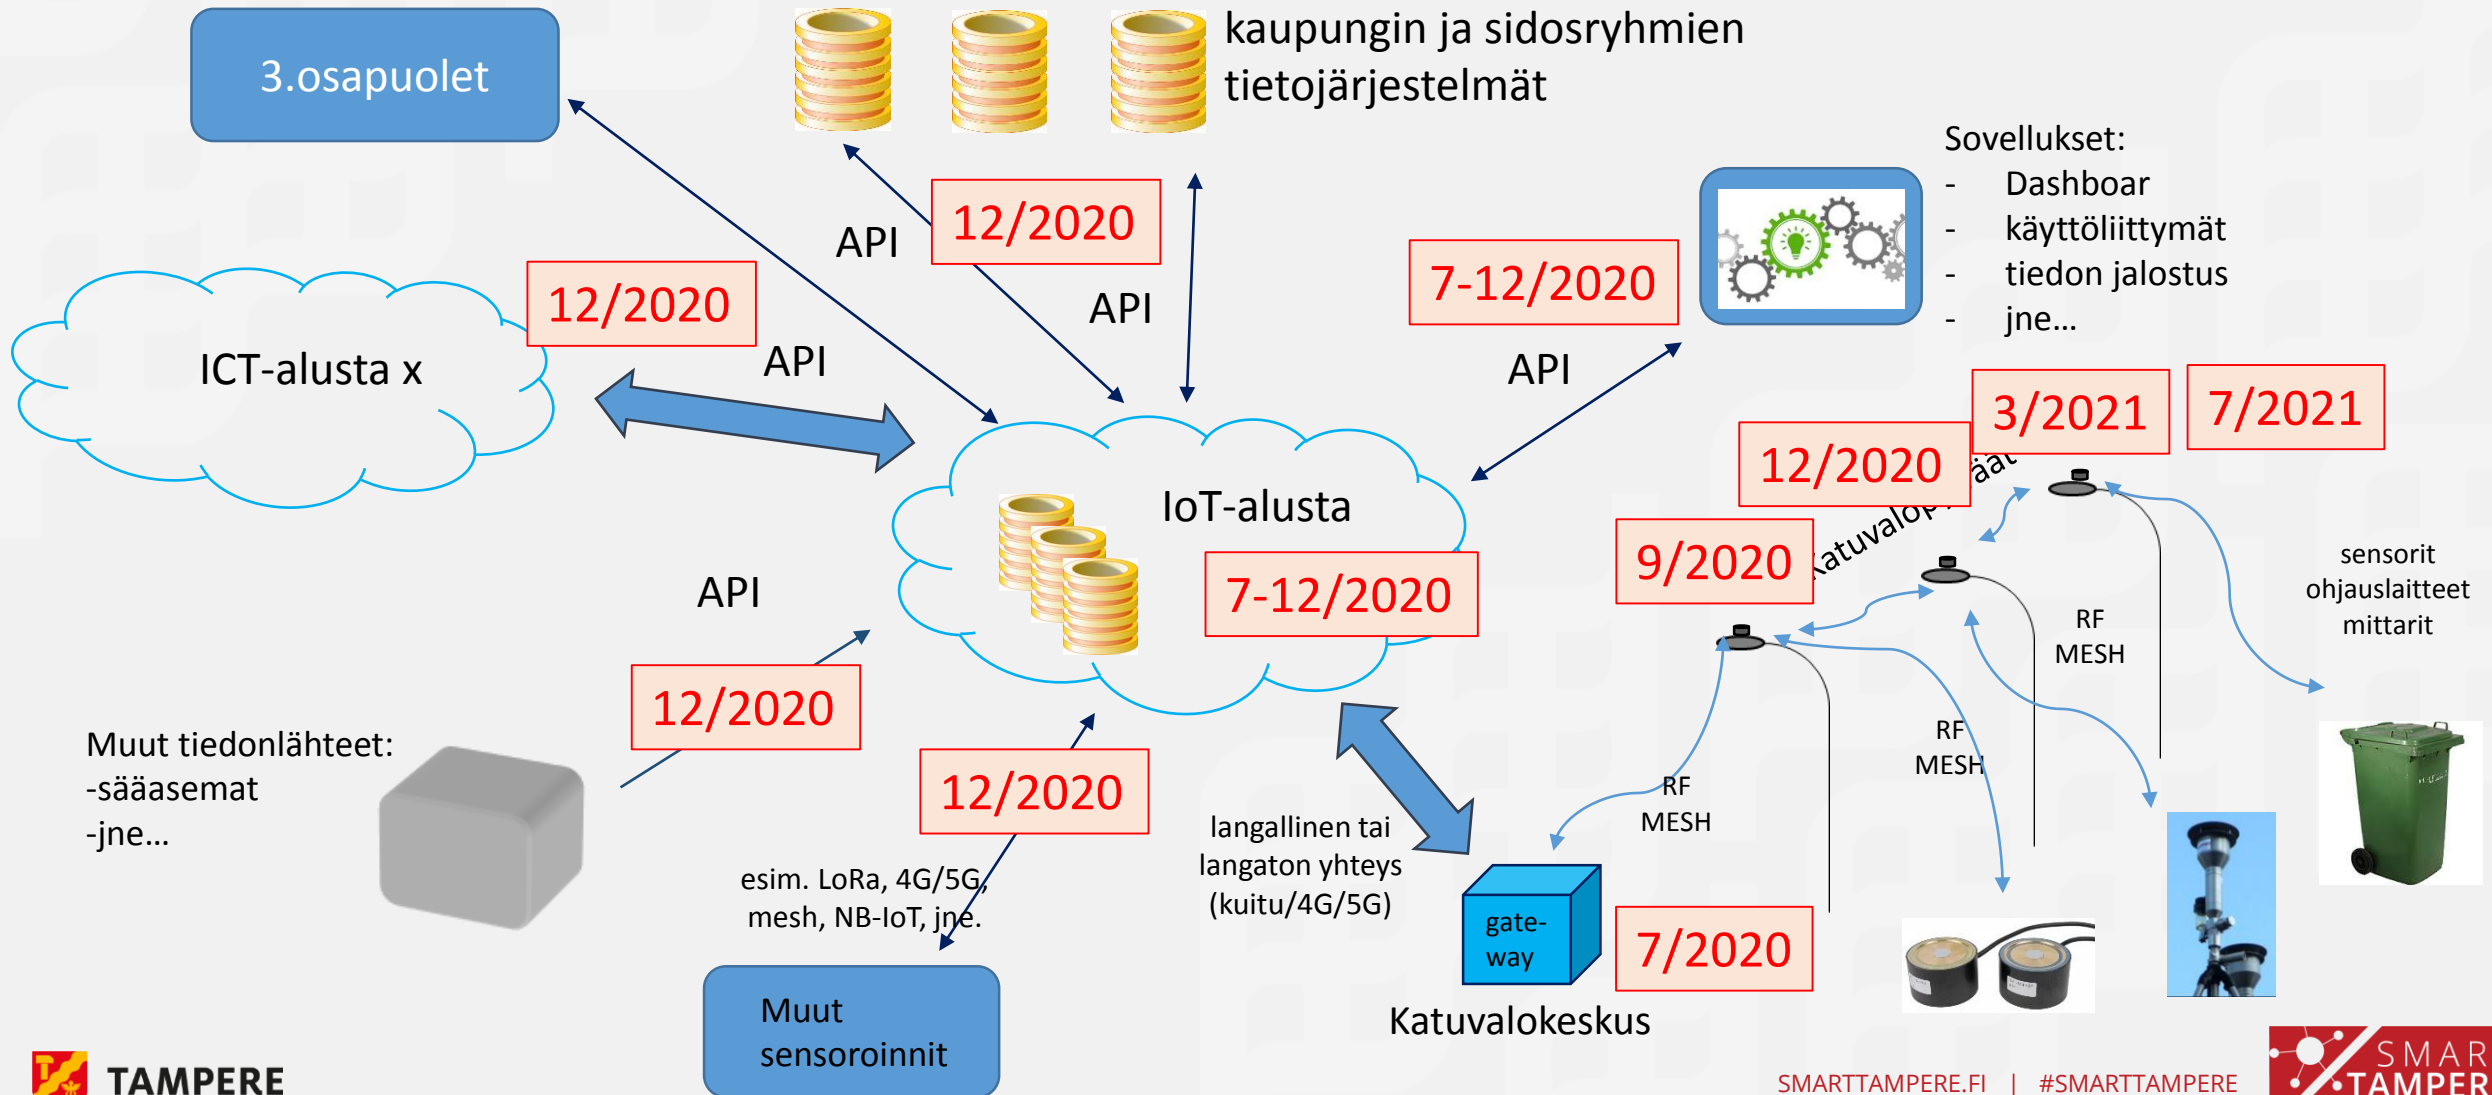 3.osapuolet
kaupungin ja sidosryhmien
tietojärjestelmät
Sovellukset:
- Dashboar
- käyttöliittymät
- tiedon jalostus
- jne...
12/2020
API
API
7-12/2020
API
12/2020
API
ICT-alusta x
3/2021
7/2021
12/2020
9/2020
IoT-alusta
7-12/2020
sensorit
ohjauslaitteet
mittarit
RF
MESH
RF
MESH
RF
MESH
API
12/2020
12/2020
Muut tiedonlähteet:
-sääasemat
-jne...
esim. LoRa, 4G/5G,
mesh, NB-IoT, jne.
langallinen tai
langaton yhteys
(kuitu/4G/5G)
gate-
way
7/2020
Katuvalokeskus
Muut
sensoroinnit
TAMPERE
SMARTTAMPERE.FI | #SMARTTAMPERE
SMAR
TAMPER